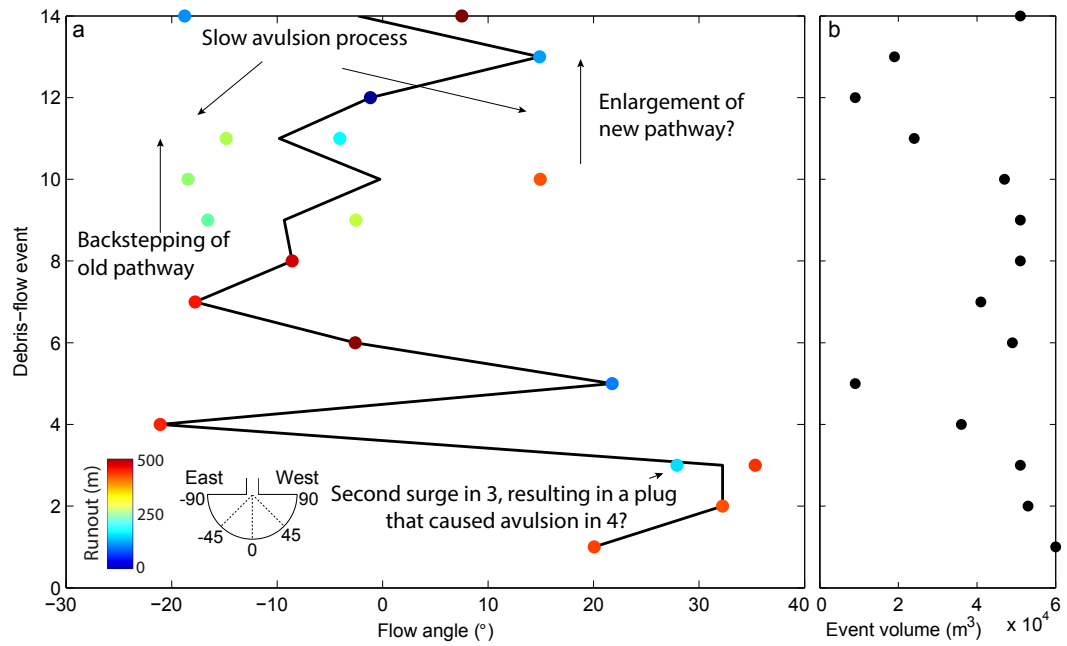 a
b
Slow avulsion process
Enlargement of
new pathway?
Backstepping of
old pathway
Second surge in 3, resulting in a plug
that caused avulsion in 4?
Debris−flow event
14
12
10
8
6
4
2
0
Runout (m)
500
250
0
East
West
-90
90
-45
45
0
−30
−20
−10
0
10
20
30
40
Flow angle (°)
0
2
4
6
x 10⁴
Event volume (m³)